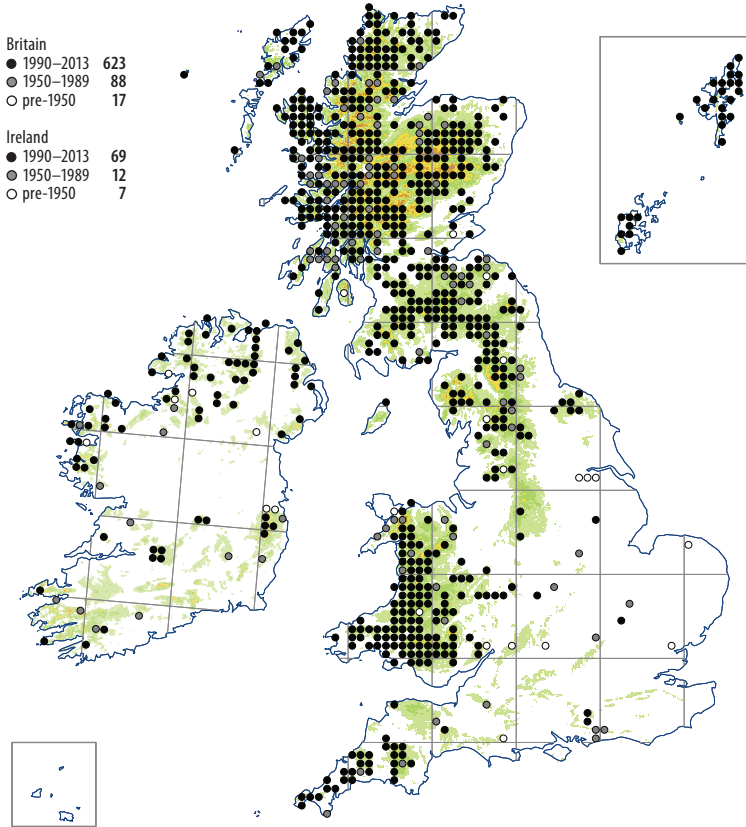 Britain
1990–2013 623
1950–1989 88
pre-1950 17
Ireland
1990–2013 69
1950–1989 12
pre-1950 7